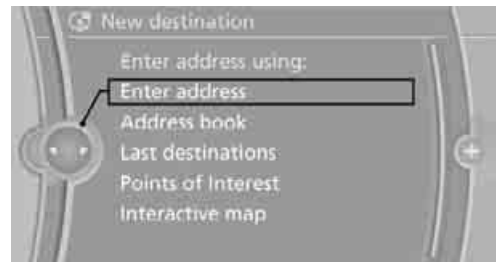 New destination
Enter address using:
Enter address
Address book
Last destinations
Points of Interest
Interactive map